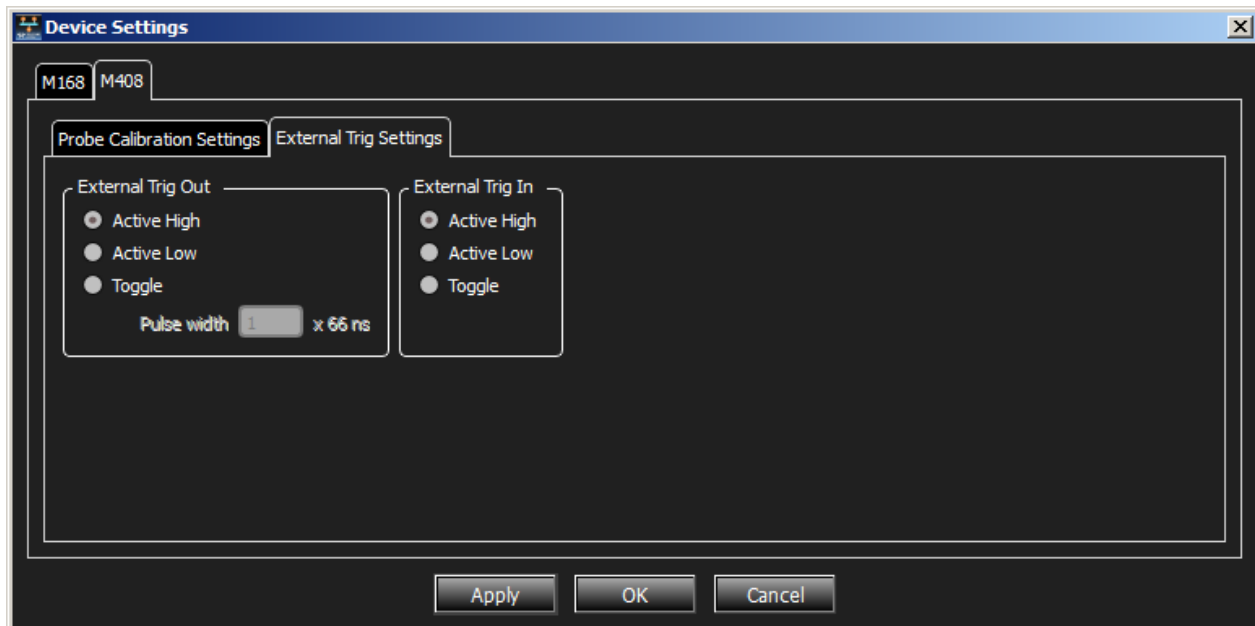 Device Settings
M168 M408
Probe Calibration Settings External Trig Settings
External Trig Out External Trig In
Active High Active High
Active Low Active Low
Toggle Toggle
Pulse width 1 x 66 ns
Apply OK Cancel